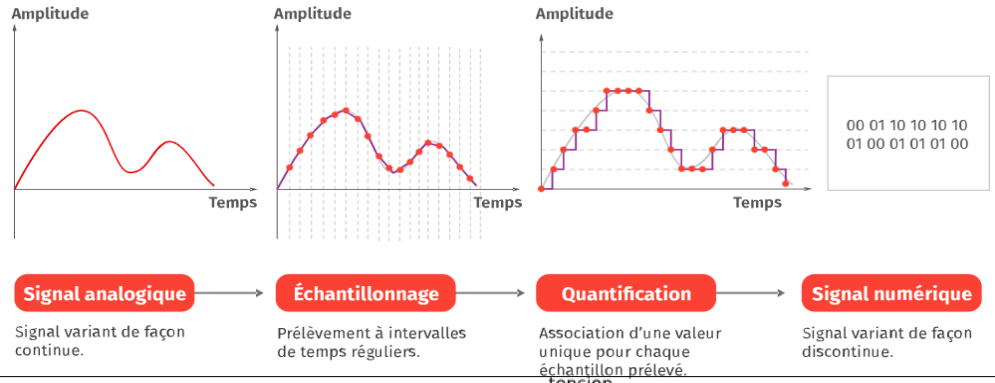 Amplitude
Amplitude
Amplitude
Temps
Temps
Temps
00 01 10 10 10 10
01 00 01 01 01 00
Signal analogique
Échantillonnage
Quantification
Signal numérique
Signal variant de façon
continue.
Prélèvement à intervalles
de temps réguliers.
Association d'une valeur
unique pour chaque
échantillon prélevé.
Signal variant de façon
discontinue.